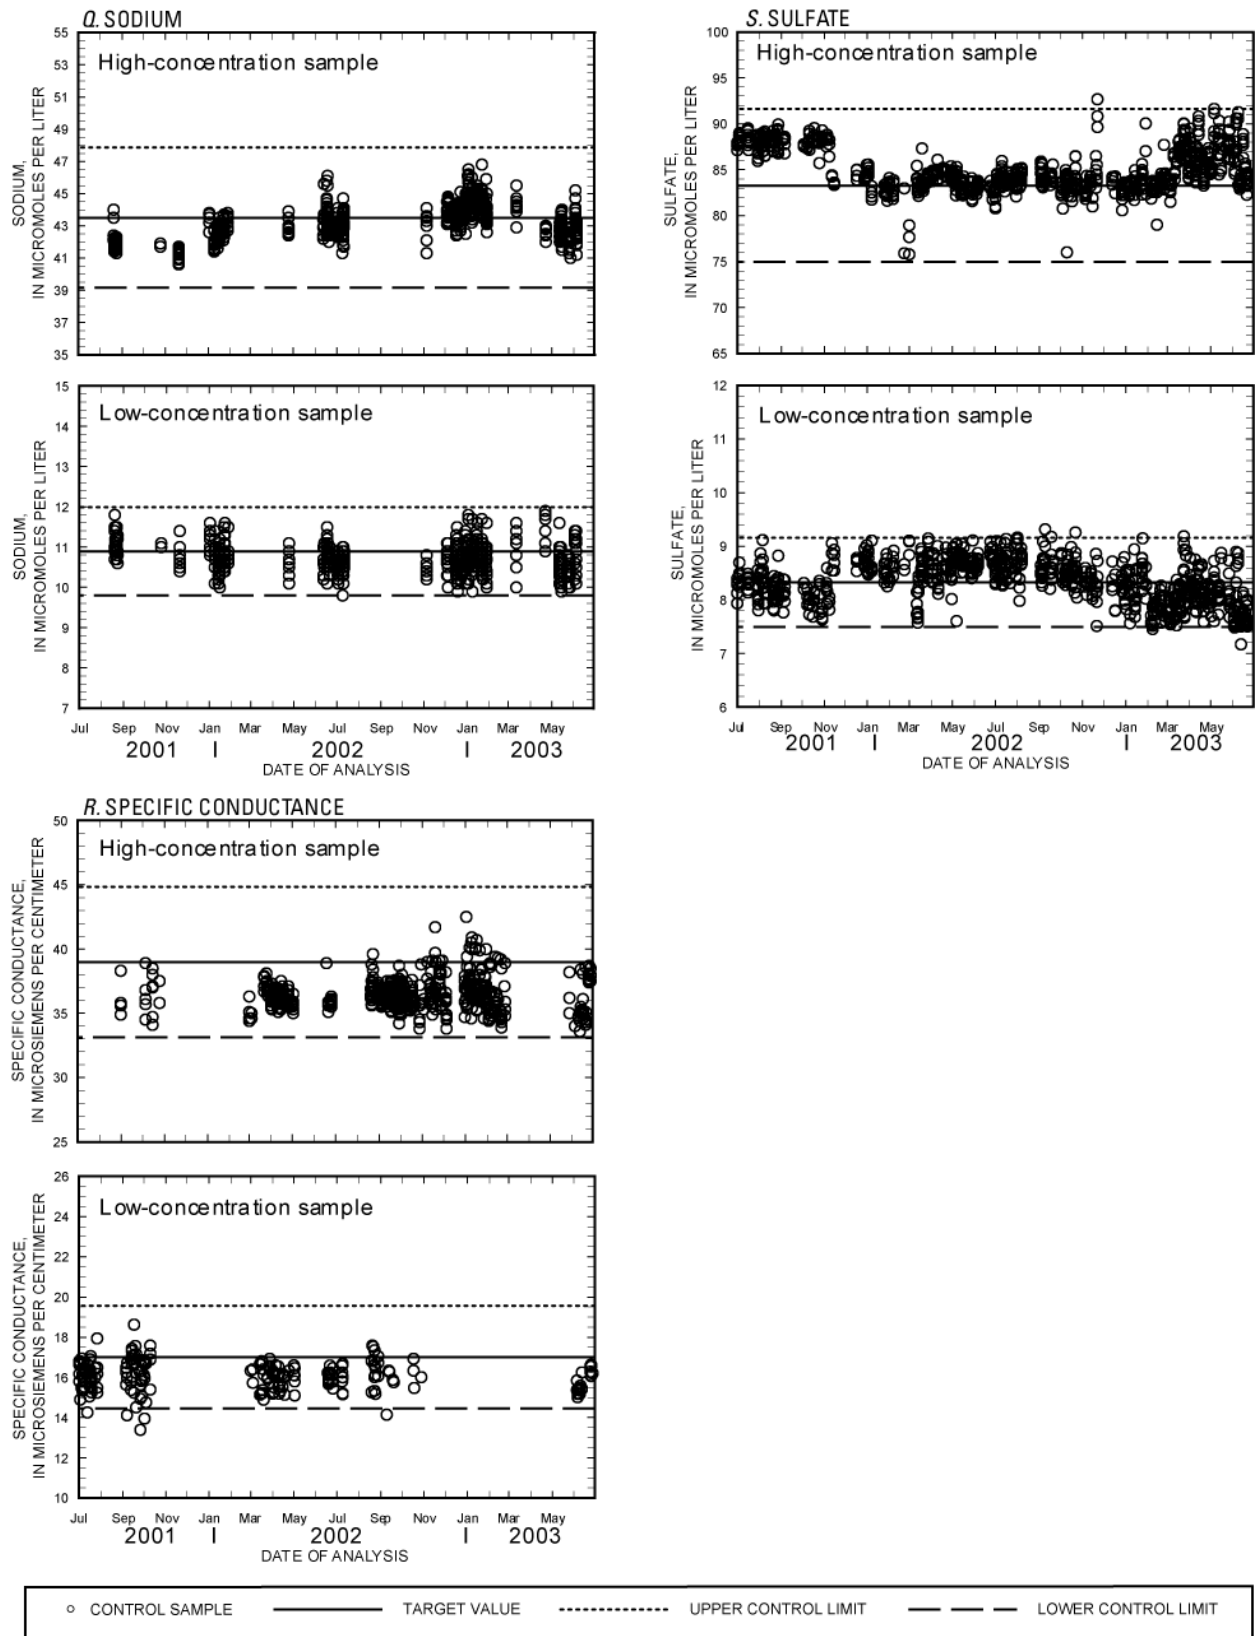 Q. SODIUM
High-concentration sample
SODIUM,
IN MICROMOLES PER LITER
55
53
51
49
47
45
43
41
39
37
35
Low-concentration sample
SODIUM,
IN MICROMOLES PER LITER
15
14
13
12
11
10
9
8
7
Jul Sep Nov Jan Mar May Jul Sep Nov Jan Mar May
2001 | 2002 | 2003
DATE OF ANALYSIS
S. SULFATE
High-concentration sample
SULFATE,
IN MICROMOLES PER LITER
100
95
90
85
80
75
70
65
Low-concentration sample
SULFATE,
IN MICROMOLES PER LITER
12
11
10
9
8
7
6
Jul Sep Nov Jan Mar May Jul Sep Nov Jan Mar May
2001 | 2002 | 2003
DATE OF ANALYSIS
R. SPECIFIC CONDUCTANCE
High-concentration sample
SPECIFIC CONDUCTANCE,
IN MICROSIEMENS PER CENTIMETER
50
45
40
35
30
25
Low-concentration sample
SPECIFIC CONDUCTANCE,
IN MICROSIEMENS PER CENTIMETER
26
24
22
20
18
16
14
12
10
Jul Sep Nov Jan Mar May Jul Sep Nov Jan Mar May
2001 | 2002 | 2003
DATE OF ANALYSIS
CONTROL SAMPLE TARGET VALUE UPPER CONTROL LIMIT LOWER CONTROL LIMIT